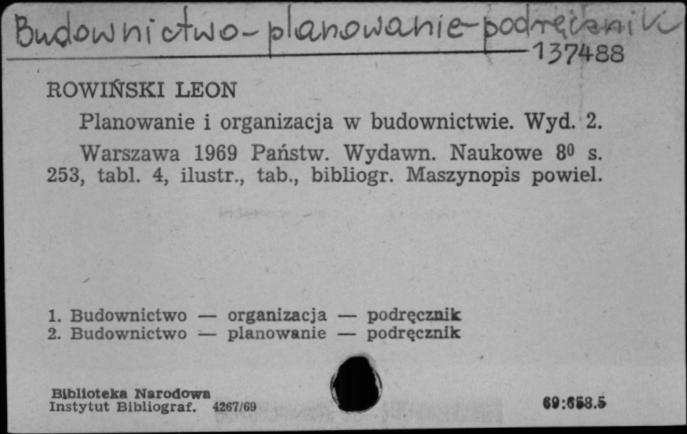 Budownictwo-planowanie-podręcznik
137488
ROWIŃSKI LEON
Planowanie i organizacja w budownictwie. Wyd. 2.
Warszawa 1969 Państw. Wydawn. Naukowe 8⁰ s.
253, tabl. 4, ilustr., tab., bibliogr. Maszynopis powiel.
1. Budownictwo — organizacja — podręcznik
2. Budownictwo — planowanie — podręcznik
Biblioteka Narodowa
Instytut Bibliograf. 4267/69
69:658.5